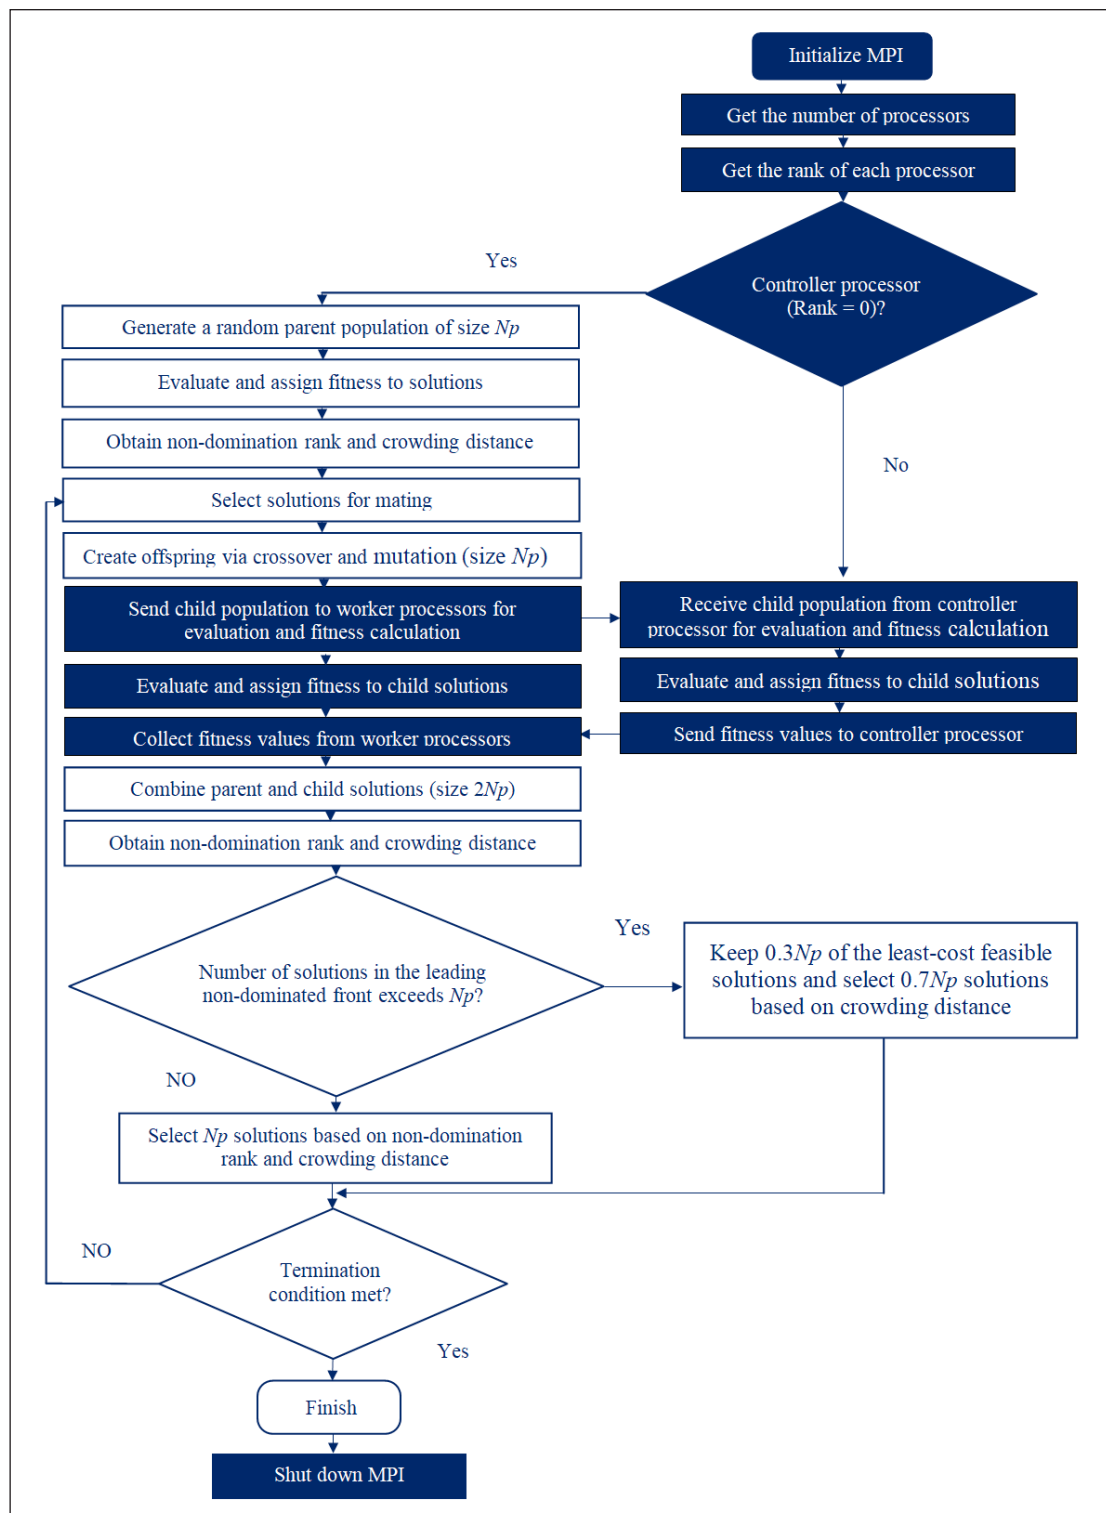 Initialize MPI
Get the number of processors
Get the rank of each processor
Controller processor
(Rank = 0)?
Yes
No
Generate a random parent population of size Np
Evaluate and assign fitness to solutions
Obtain non-domination rank and crowding distance
Select solutions for mating
Create offspring via crossover and mutation (size Np)
Send child population to worker processors for
evaluation and fitness calculation
Receive child population from controller
processor for evaluation and fitness calculation
Evaluate and assign fitness to child solutions
Evaluate and assign fitness to child solutions
Collect fitness values from worker processors
Send fitness values to controller processor
Combine parent and child solutions (size 2Np)
Obtain non-domination rank and crowding distance
Number of solutions in the leading
non-dominated front exceeds Np?
Yes
Keep 0.3Np of the least-cost feasible
solutions and select 0.7Np solutions
based on crowding distance
NO
Select Np solutions based on non-domination
rank and crowding distance
NO
Termination
condition met?
Yes
Finish
Shut down MPI